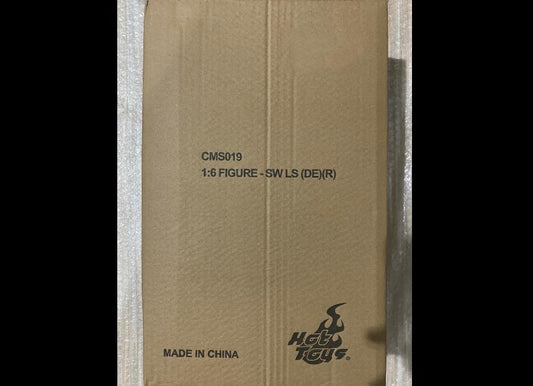 CMS019
1:6 FIGURE - SW LS (DE)(R)
Hot
Toys
MADE IN CHINA